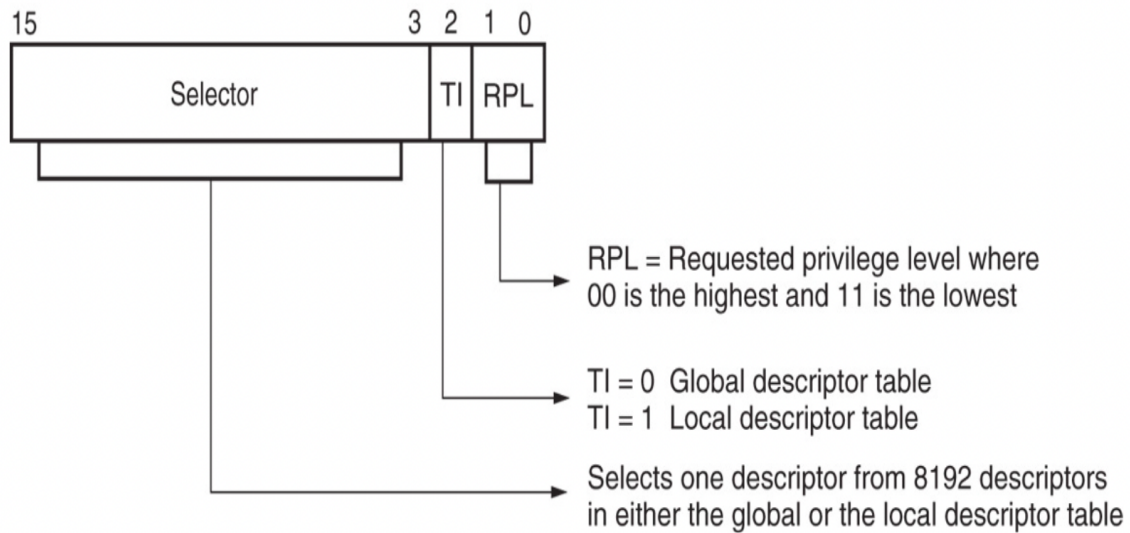 15 3 2 1 0
Selector TI RPL
RPL = Requested privilege level where
00 is the highest and 11 is the lowest
TI = 0 Global descriptor table
TI = 1 Local descriptor table
Selects one descriptor from 8192 descriptors
in either the global or the local descriptor table